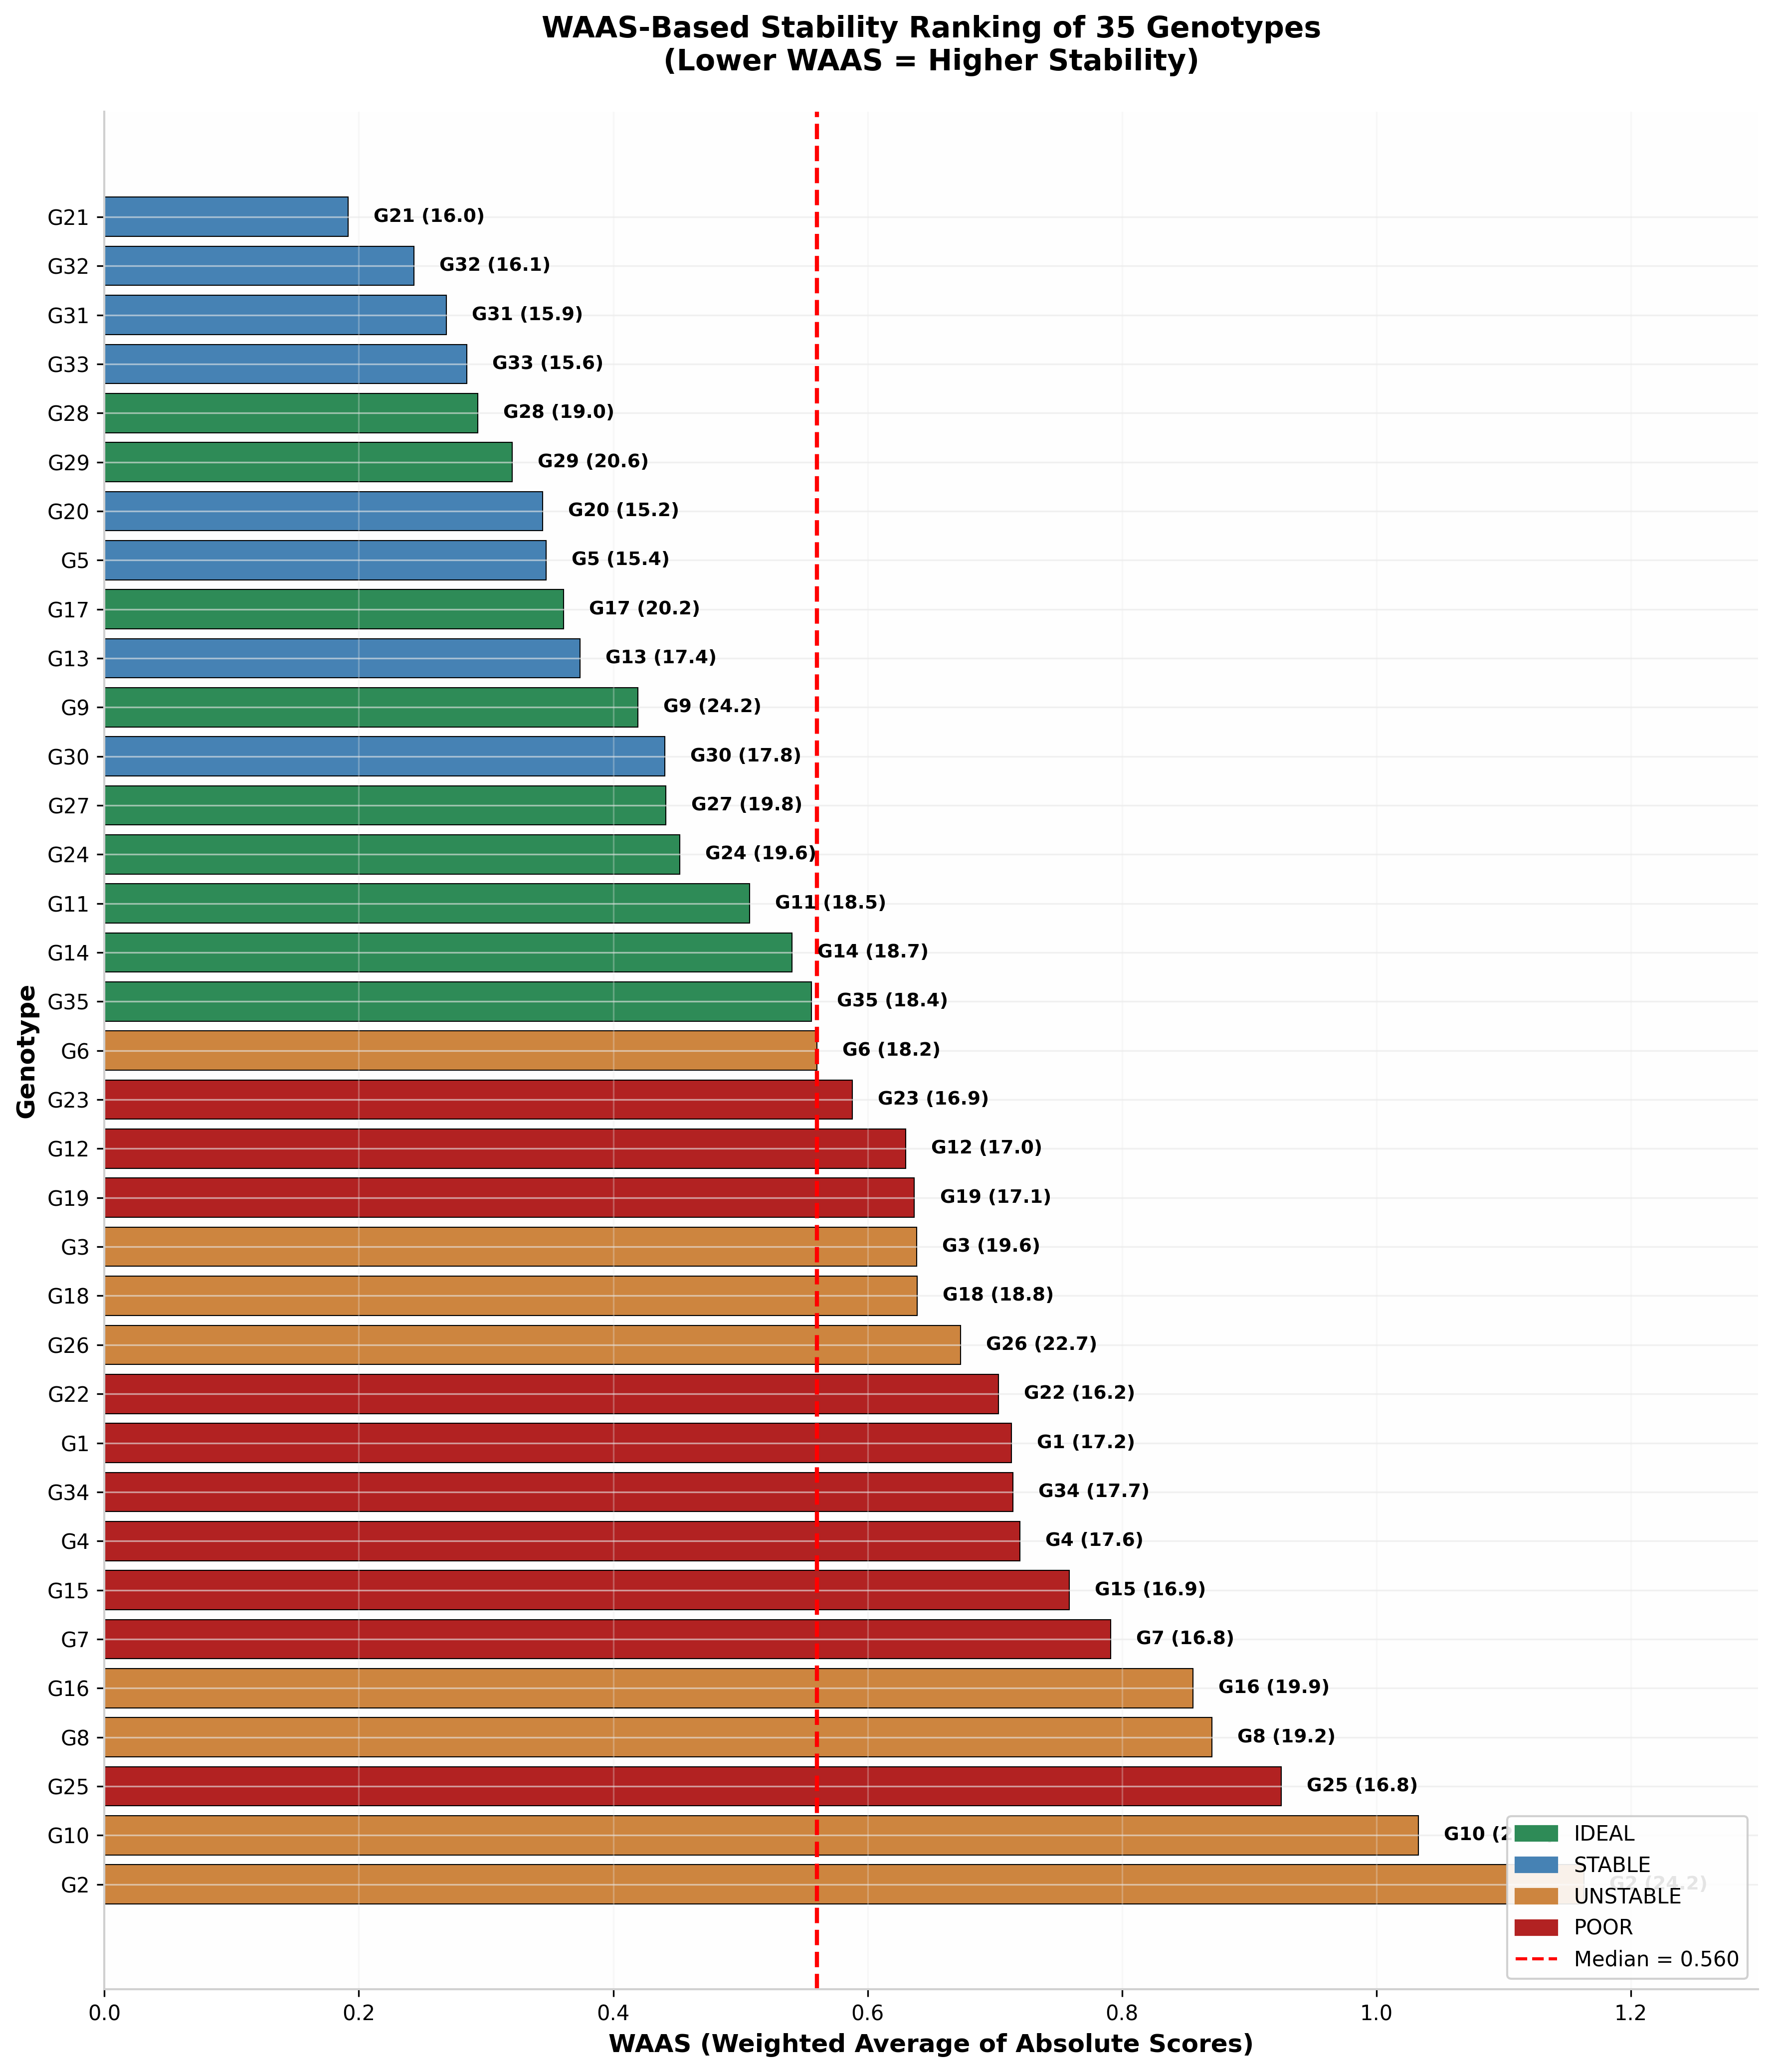 WAAS-Based Stability Ranking of 35 Genotypes
(Lower WAAS = Higher Stability)
G21 G21 (16.0)
G32 G32 (16.1)
G31 G31 (15.9)
G33 G33 (15.6)
G28 G28 (19.0)
G29 G29 (20.6)
G20 G20 (15.2)
G5 G5 (15.4)
G17 G17 (20.2)
G13 G13 (17.4)
G9 G9 (24.2)
G30 G30 (17.8)
G27 G27 (19.8)
G24 G24 (19.6)
G11 G11 (18.5)
G14 G14 (18.7)
G35 G35 (18.4)
G6 G6 (18.2)
G23 G23 (16.9)
G12 G12 (17.0)
G19 G19 (17.1)
G3 G3 (19.6)
G18 G18 (18.8)
G26 G26 (22.7)
G22 G22 (16.2)
G1 G1 (17.2)
G34 G34 (17.7)
G4 G4 (17.6)
G15 G15 (16.9)
G7 G7 (16.8)
G16 G16 (19.9)
G8 G8 (19.2)
G25 G25 (16.8)
G10 G10
G2 G2 (24.2)
Genotype
IDEAL
STABLE
UNSTABLE
POOR
Median = 0.560
0.0 0.2 0.4 0.6 0.8 1.0 1.2
WAAS (Weighted Average of Absolute Scores)